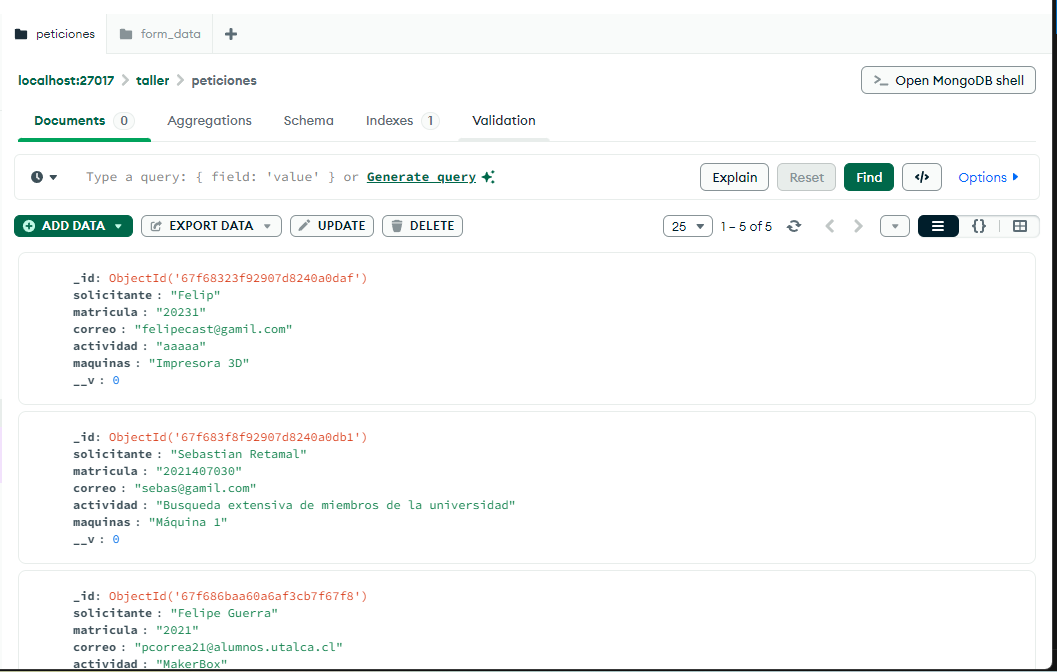 peticiones form_data
localhost:27017 > taller > peticiones
>_ Open MongoDB shell
Documents 0 Aggregations Schema Indexes 1 Validation
Type a query: { field: 'value' } or Generate query
Explain Reset Find </> Options
ADD DATA EXPORT DATA UPDATE DELETE 25 1 – 5 of 5 {}
_id: ObjectId('67f68323f92907d8240a0daf')
solicitante : "Felip"
matricula : "20231"
correo : "felipecast@gamil.com"
actividad : "aaaaa"
maquinas : "Impresora 3D"
__v : 0
_id: ObjectId('67f683f8f92907d8240a0db1')
solicitante : "Sebastian Retamal"
matricula : "2021407030"
correo : "sebas@gamil.com"
actividad : "Busqueda extensiva de miembros de la universidad"
maquinas : "Máquina 1"
__v : 0
_id: ObjectId('67f686baa60a6af3cb7f67f8')
solicitante : "Felipe Guerra"
matricula : "2021"
correo : "pcorrea21@alumnos.utalca.cl"
actividad : "MakerBox"